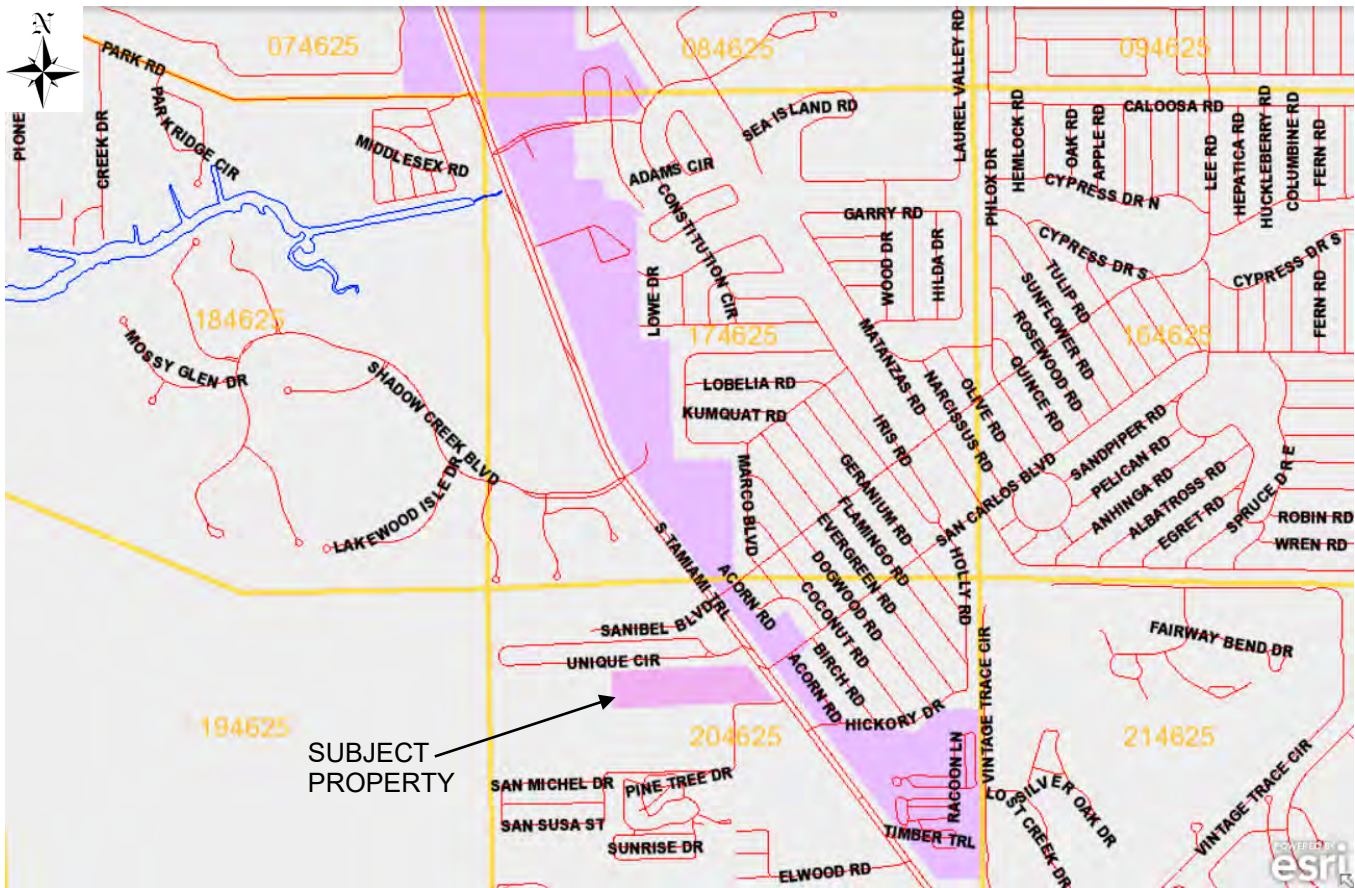 N
074625
084625
094625
PARK RD
PARK RIDGE CIR
PIONE
CREEK DR
MIDDLESEX RD
SEA ISLAND RD
LAUREL VALLEY RD
ADAMS CIR
CONSTITUTION CIR
CALOOSA RD
PHLOX DR
HEMLOCK RD
OAK RD
APPLE RD
LEE RD
HEPATICA RD
HUCKLEBERRY RD
COLUMBINE RD
FERN RD
CYPRESS DR N
GARRY RD
WOOD DR
HILDA DR
CYPRESS DR S
CYPRESS DR S
FERN RD
LOWE DR
184625
174625
164625
TULIP RD
SUNFLOWER RD
ROSEWOOD RD
QUINCE RD
MOSSY GLEN DR
SHADOW CREEK BLVD
LAKEWOOD ISLE DR
LOBELIA RD
KUMQUAT RD
MATANZAS RD
NARCISSUS RD
OLIVE RD
IRIS RD
MARCO BLVD
GERANIUM RD
FLAMINGO RD
EVERGREEN RD
DOGWOOD RD
COCONUT RD
BIRCH RD
ACORN RD
ACORN RD
SAN CARLOS BLVD
SANDPIPER RD
PELICAN RD
ANHINGA RD
ALBATROSS RD
EGRET RD
SPRUCE DR E
ROBIN RD
WREN RD
S TAMIAMI TRL
HOLLY RD
SANIBEL BLVD
UNIQUE CIR
VINTAGE TRACE CIR
FAIRWAY BEND DR
HICKORY DR
194625
204625
214625
SUBJECT
PROPERTY
SAN MICHEL DR
PINE TREE DR
SAN SUSA ST
SUNRISE DR
ELWOOD RD
TIMBER TRL
RACOON LN
LOST CREEK DR
SILVER OAK DR
VINTAGE TRACE CIR
POWERED BY
esri